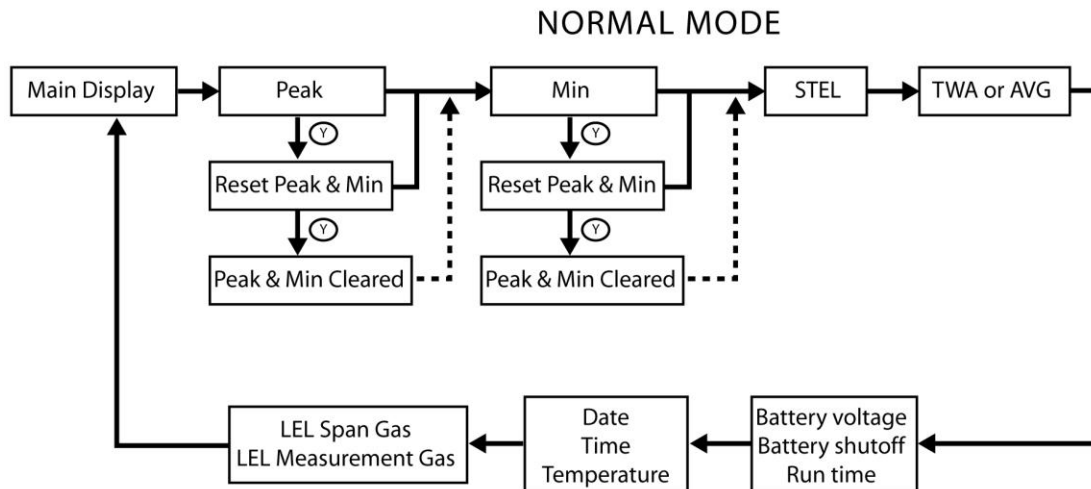 NORMAL MODE
Main Display
Peak
Min
STEL
TWA or AVG
Y
Y
Reset Peak & Min
Reset Peak & Min
Y
Y
Peak & Min Cleared
Peak & Min Cleared
LEL Span Gas
LEL Measurement Gas
Date
Time
Temperature
Battery voltage
Battery shutoff
Run time